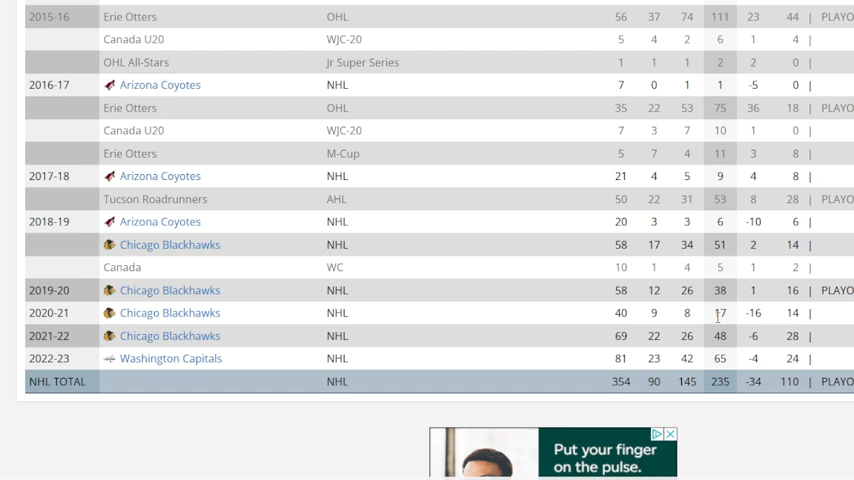 2015-16 Erie Otters OHL 56 37 74 111 23 44 | PLAYO
Canada U20 WJC-20 5 4 2 6 1 4 |
OHL All-Stars Jr Super Series 1 1 1 2 2 0 |
2016-17 Arizona Coyotes NHL 7 0 1 1 -5 0 |
Erie Otters OHL 35 22 53 75 36 18 | PLAYO
Canada U20 WJC-20 7 3 7 10 1 0 |
Erie Otters M-Cup 5 7 4 11 3 8 |
2017-18 Arizona Coyotes NHL 21 4 5 9 4 8 |
Tucson Roadrunners AHL 50 22 31 53 8 28 | PLAYO
2018-19 Arizona Coyotes NHL 20 3 3 6 -10 6 |
Chicago Blackhawks NHL 58 17 34 51 2 14 |
Canada WC 10 1 4 5 1 2 |
2019-20 Chicago Blackhawks NHL 58 12 26 38 1 16 | PLAYO
2020-21 Chicago Blackhawks NHL 40 9 8 17 -16 14 |
2021-22 Chicago Blackhawks NHL 69 22 26 48 -6 28 |
2022-23 Washington Capitals NHL 81 23 42 65 -4 24 |
NHL TOTAL NHL 354 90 145 235 -34 110 | PLAYO
Put your finger
on the pulse.